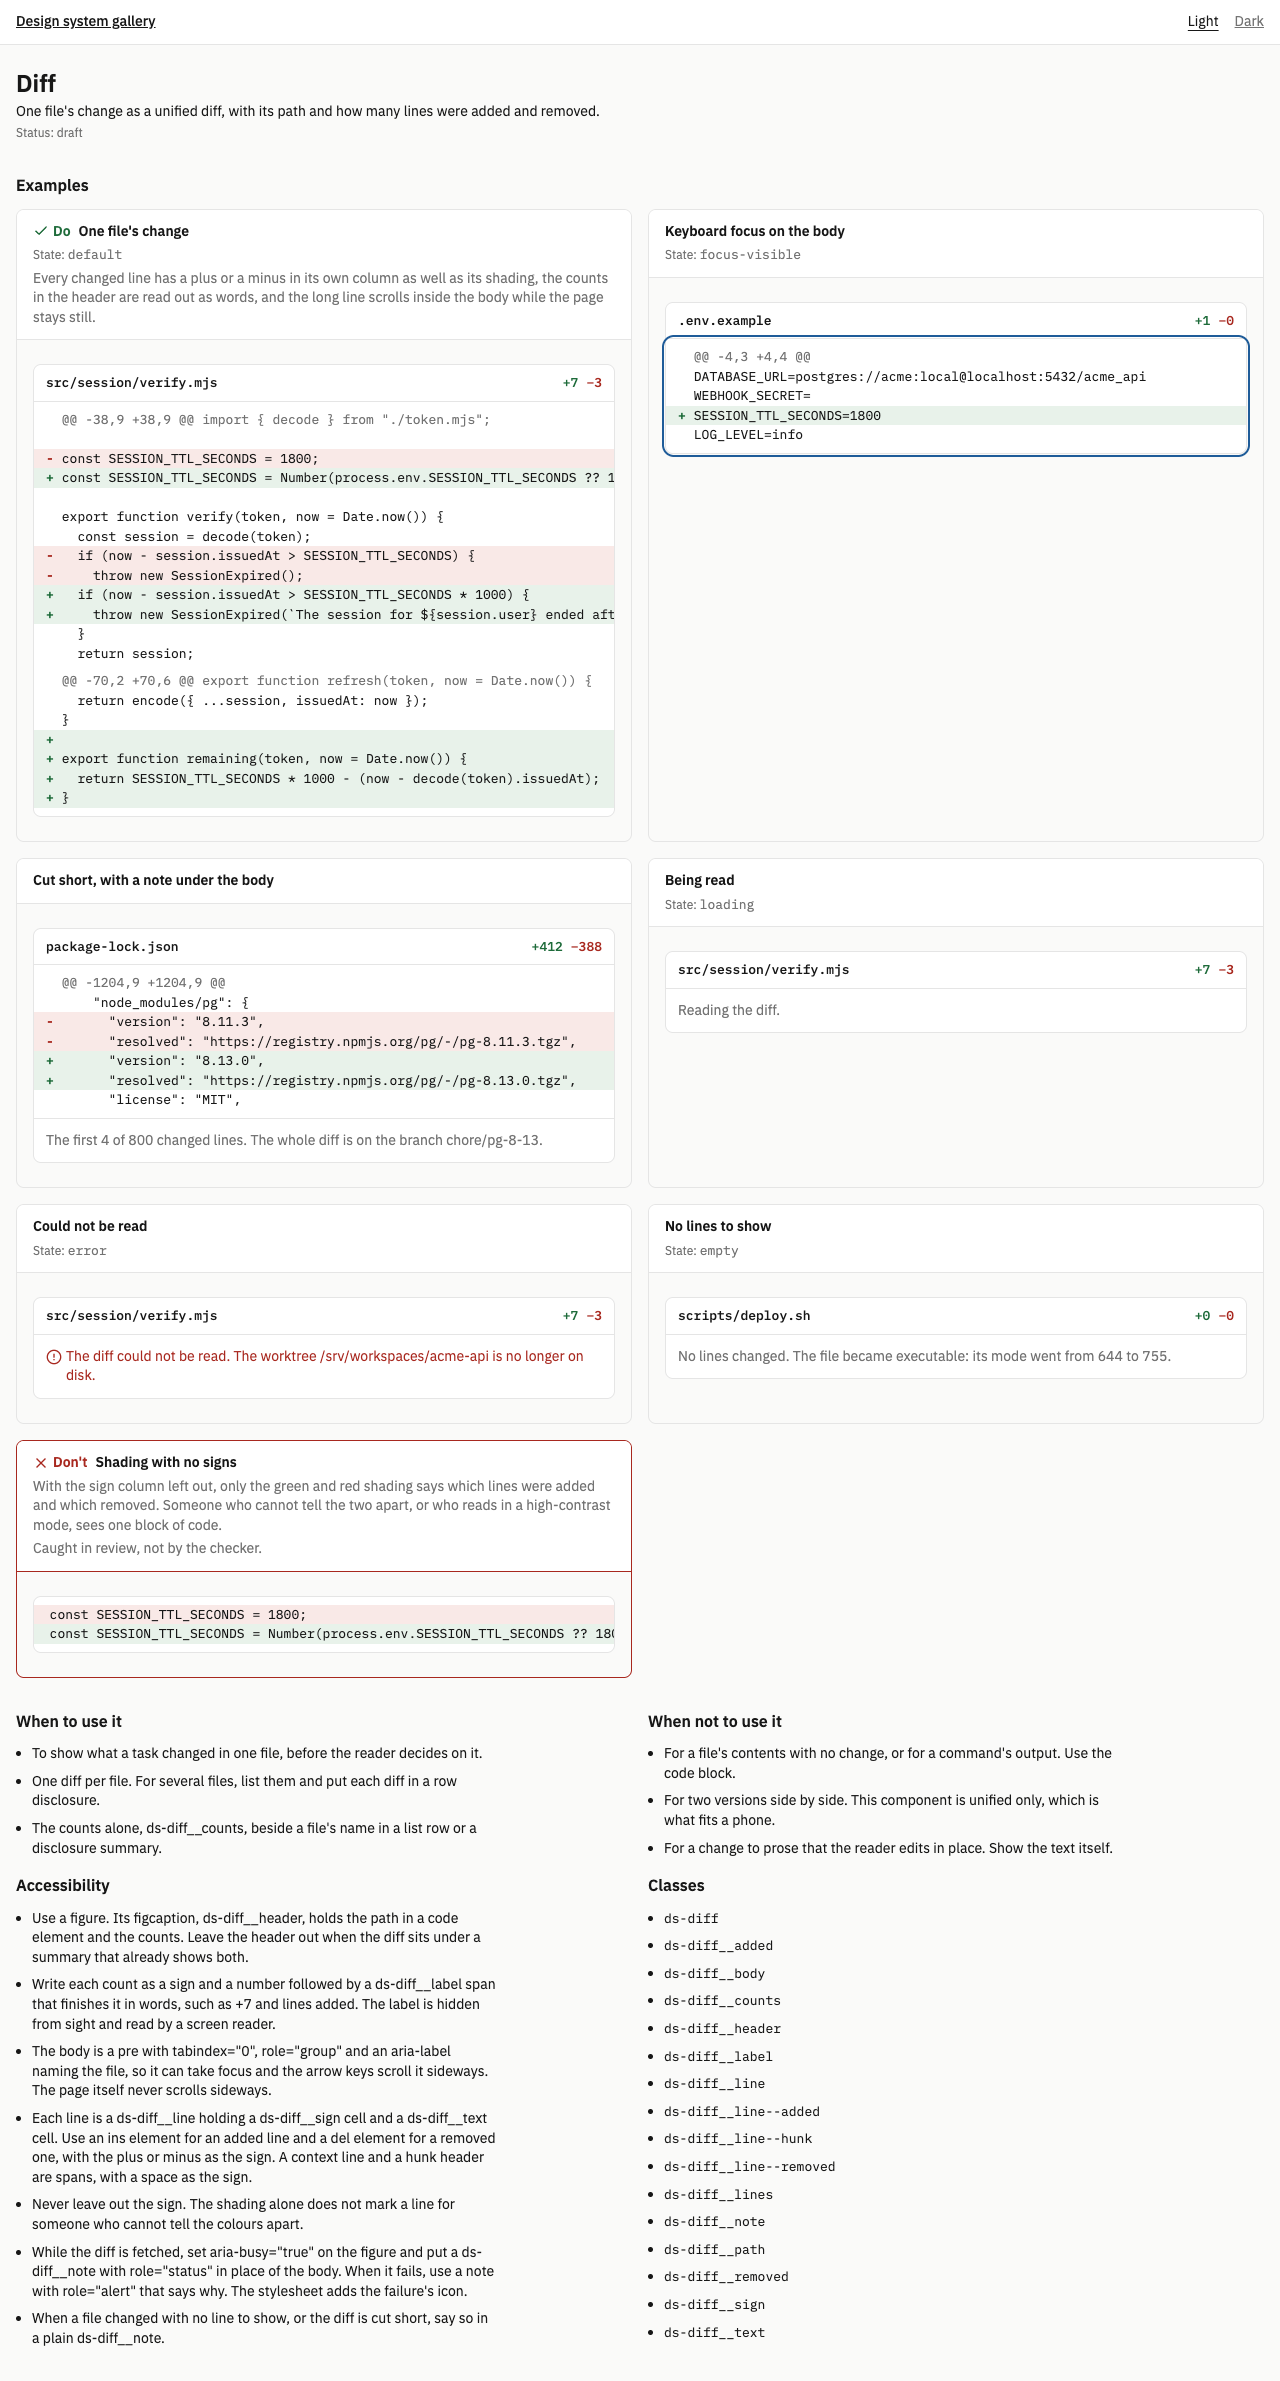 Design system gallery
Light Dark
Diff
One file's change as a unified diff, with its path and how many lines were added and removed.
Status: draft
Examples
Do One file's change
State: default
Every changed line has a plus or a minus in its own column as well as its shading, the counts
in the header are read out as words, and the long line scrolls inside the body while the page
stays still.
src/session/verify.mjs +7 −3
@@ -38,9 +38,9 @@ import { decode } from "./token.mjs";
- const SESSION_TTL_SECONDS = 1800;
+ const SESSION_TTL_SECONDS = Number(process.env.SESSION_TTL_SECONDS ?? 1
export function verify(token, now = Date.now()) {
const session = decode(token);
- if (now - session.issuedAt > SESSION_TTL_SECONDS) {
- throw new SessionExpired();
+ if (now - session.issuedAt > SESSION_TTL_SECONDS * 1000) {
+ throw new SessionExpired(`The session for ${session.user} ended aft
}
return session;
@@ -70,2 +70,6 @@ export function refresh(token, now = Date.now()) {
return encode({ ...session, issuedAt: now });
}
+
+ export function remaining(token, now = Date.now()) {
+ return SESSION_TTL_SECONDS * 1000 - (now - decode(token).issuedAt);
+ }
Keyboard focus on the body
State: focus-visible
.env.example +1 −0
@@ -4,3 +4,4 @@
DATABASE_URL=postgres://acme:local@localhost:5432/acme_api
WEBHOOK_SECRET=
+ SESSION_TTL_SECONDS=1800
LOG_LEVEL=info
Cut short, with a note under the body
package-lock.json +412 −388
@@ -1204,9 +1204,9 @@
"node_modules/pg": {
- "version": "8.11.3",
- "resolved": "https://registry.npmjs.org/pg/-/pg-8.11.3.tgz",
+ "version": "8.13.0",
+ "resolved": "https://registry.npmjs.org/pg/-/pg-8.13.0.tgz",
"license": "MIT",
The first 4 of 800 changed lines. The whole diff is on the branch chore/pg-8-13.
Being read
State: loading
src/session/verify.mjs +7 −3
Reading the diff.
Could not be read
State: error
src/session/verify.mjs +7 −3
The diff could not be read. The worktree /srv/workspaces/acme-api is no longer on
disk.
No lines to show
State: empty
scripts/deploy.sh +0 −0
No lines changed. The file became executable: its mode went from 644 to 755.
Don't Shading with no signs
With the sign column left out, only the green and red shading says which lines were added
and which removed. Someone who cannot tell the two apart, or who reads in a high-contrast
mode, sees one block of code.
Caught in review, not by the checker.
const SESSION_TTL_SECONDS = 1800;
const SESSION_TTL_SECONDS = Number(process.env.SESSION_TTL_SECONDS ?? 180
When to use it
To show what a task changed in one file, before the reader decides on it.
One diff per file. For several files, list them and put each diff in a row
disclosure.
The counts alone, ds-diff__counts, beside a file's name in a list row or a
disclosure summary.
When not to use it
For a file's contents with no change, or for a command's output. Use the
code block.
For two versions side by side. This component is unified only, which is
what fits a phone.
For a change to prose that the reader edits in place. Show the text itself.
Accessibility
Use a figure. Its figcaption, ds-diff__header, holds the path in a code
element and the counts. Leave the header out when the diff sits under a
summary that already shows both.
Write each count as a sign and a number followed by a ds-diff__label span
that finishes it in words, such as +7 and lines added. The label is hidden
from sight and read by a screen reader.
The body is a pre with tabindex="0", role="group" and an aria-label
naming the file, so it can take focus and the arrow keys scroll it sideways.
The page itself never scrolls sideways.
Each line is a ds-diff__line holding a ds-diff__sign cell and a ds-diff__text
cell. Use an ins element for an added line and a del element for a removed
one, with the plus or minus as the sign. A context line and a hunk header
are spans, with a space as the sign.
Never leave out the sign. The shading alone does not mark a line for
someone who cannot tell the colours apart.
While the diff is fetched, set aria-busy="true" on the figure and put a ds-
diff__note with role="status" in place of the body. When it fails, use a note
with role="alert" that says why. The stylesheet adds the failure's icon.
When a file changed with no line to show, or the diff is cut short, say so in
a plain ds-diff__note.
Classes
ds-diff
ds-diff__added
ds-diff__body
ds-diff__counts
ds-diff__header
ds-diff__label
ds-diff__line
ds-diff__line--added
ds-diff__line--hunk
ds-diff__line--removed
ds-diff__lines
ds-diff__note
ds-diff__path
ds-diff__removed
ds-diff__sign
ds-diff__text